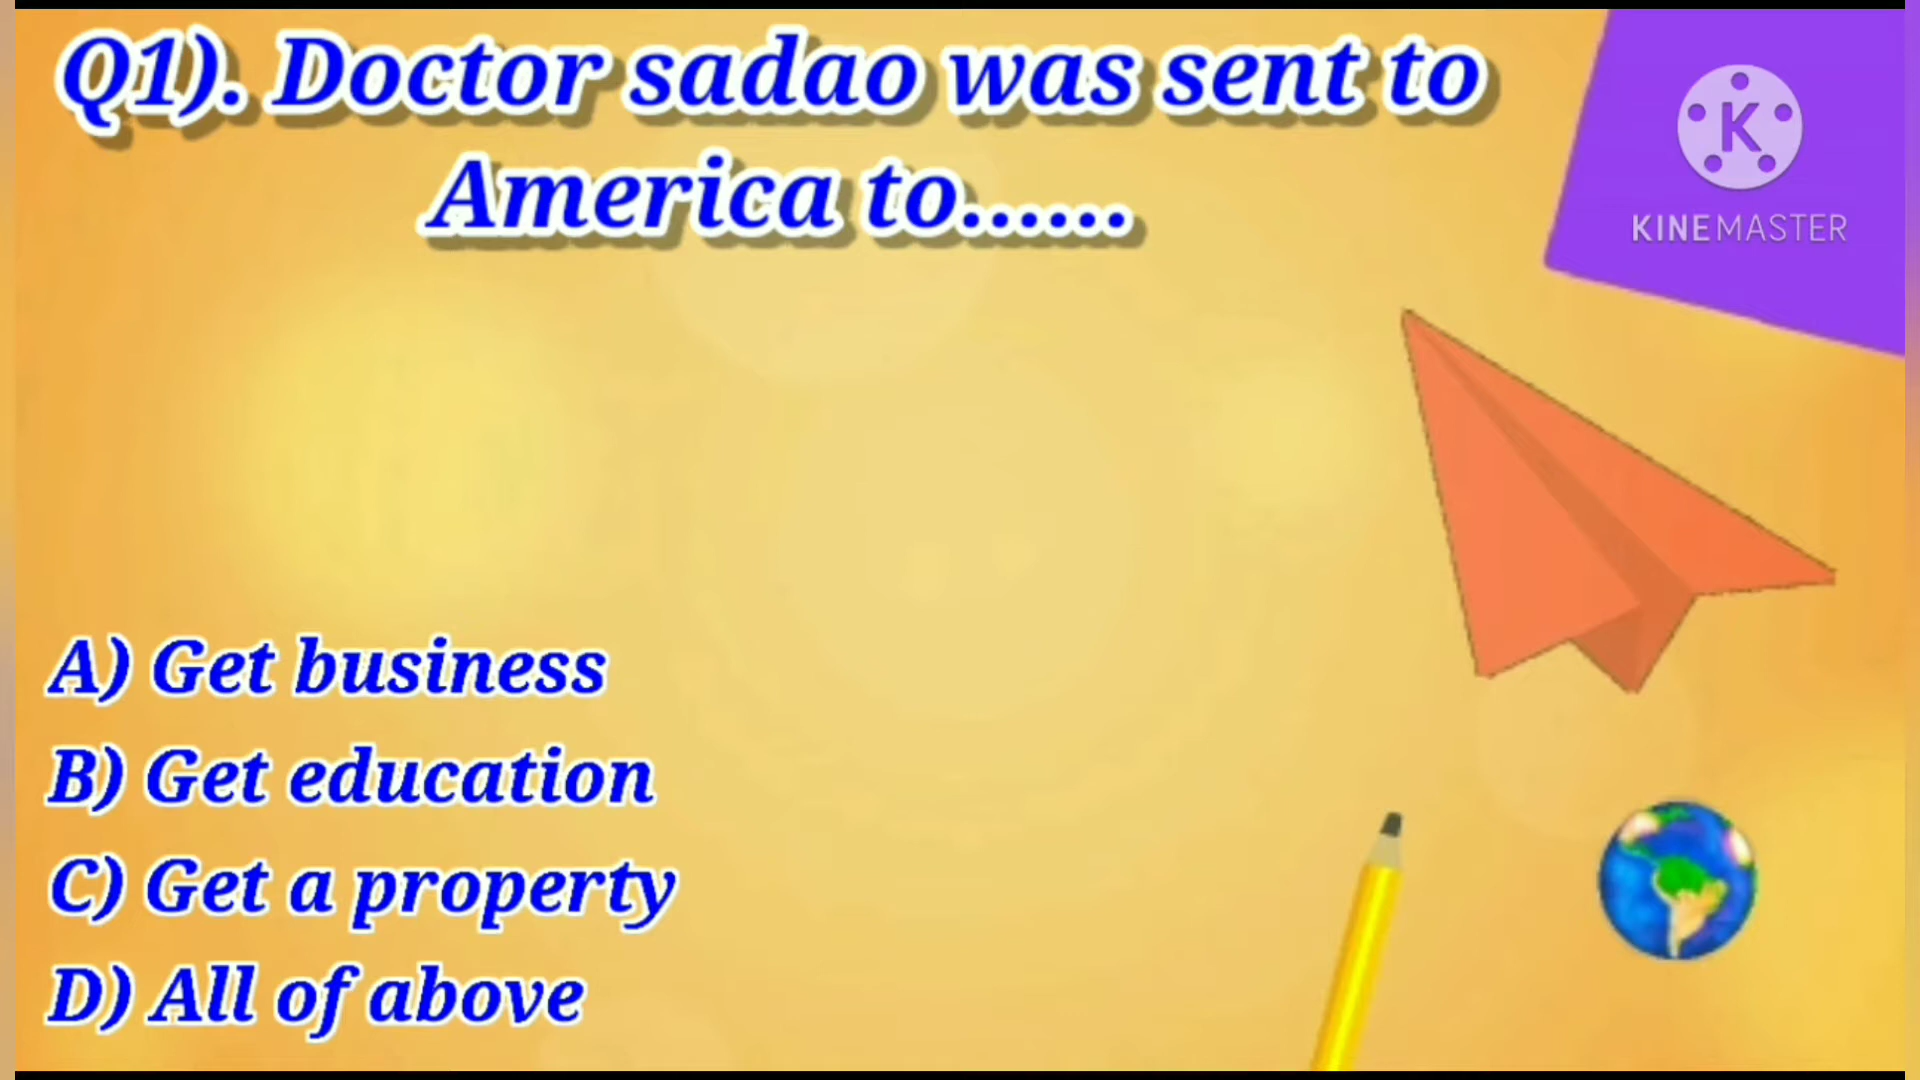 Q1). Doctor sadao was sent to
America to......
K
KINEMASTER
A) Get business
B) Get education
C) Get a property
D) All of above